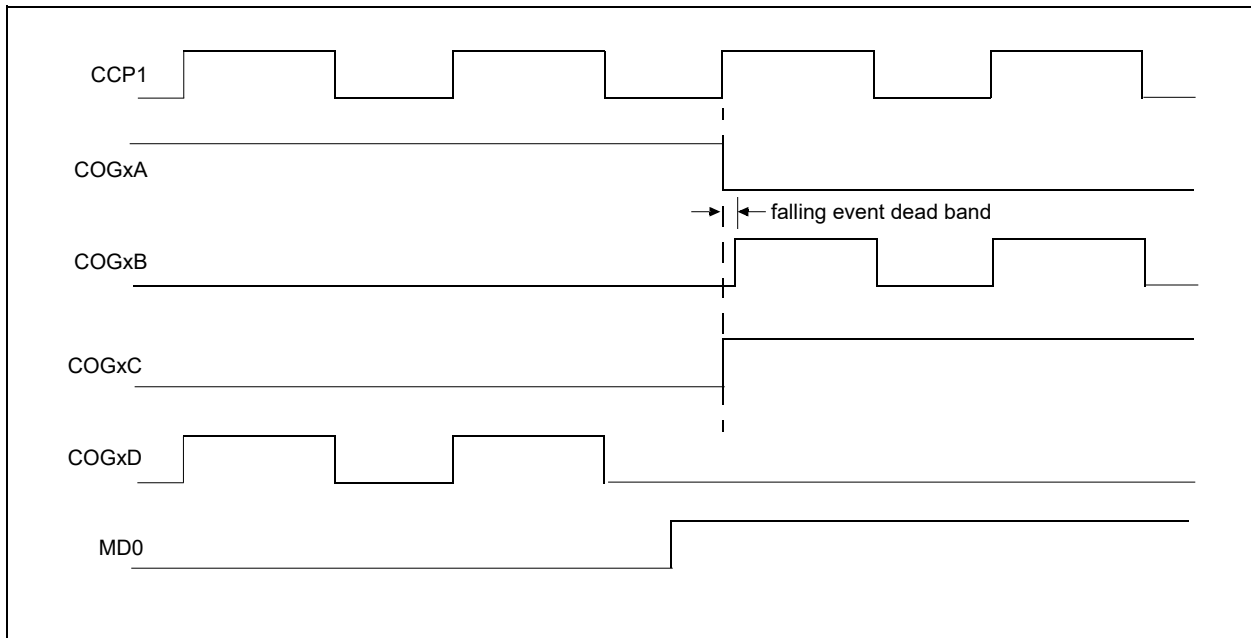 CCP1
COGxA
falling event dead band
COGxB
COGxC
COGxD
MD0